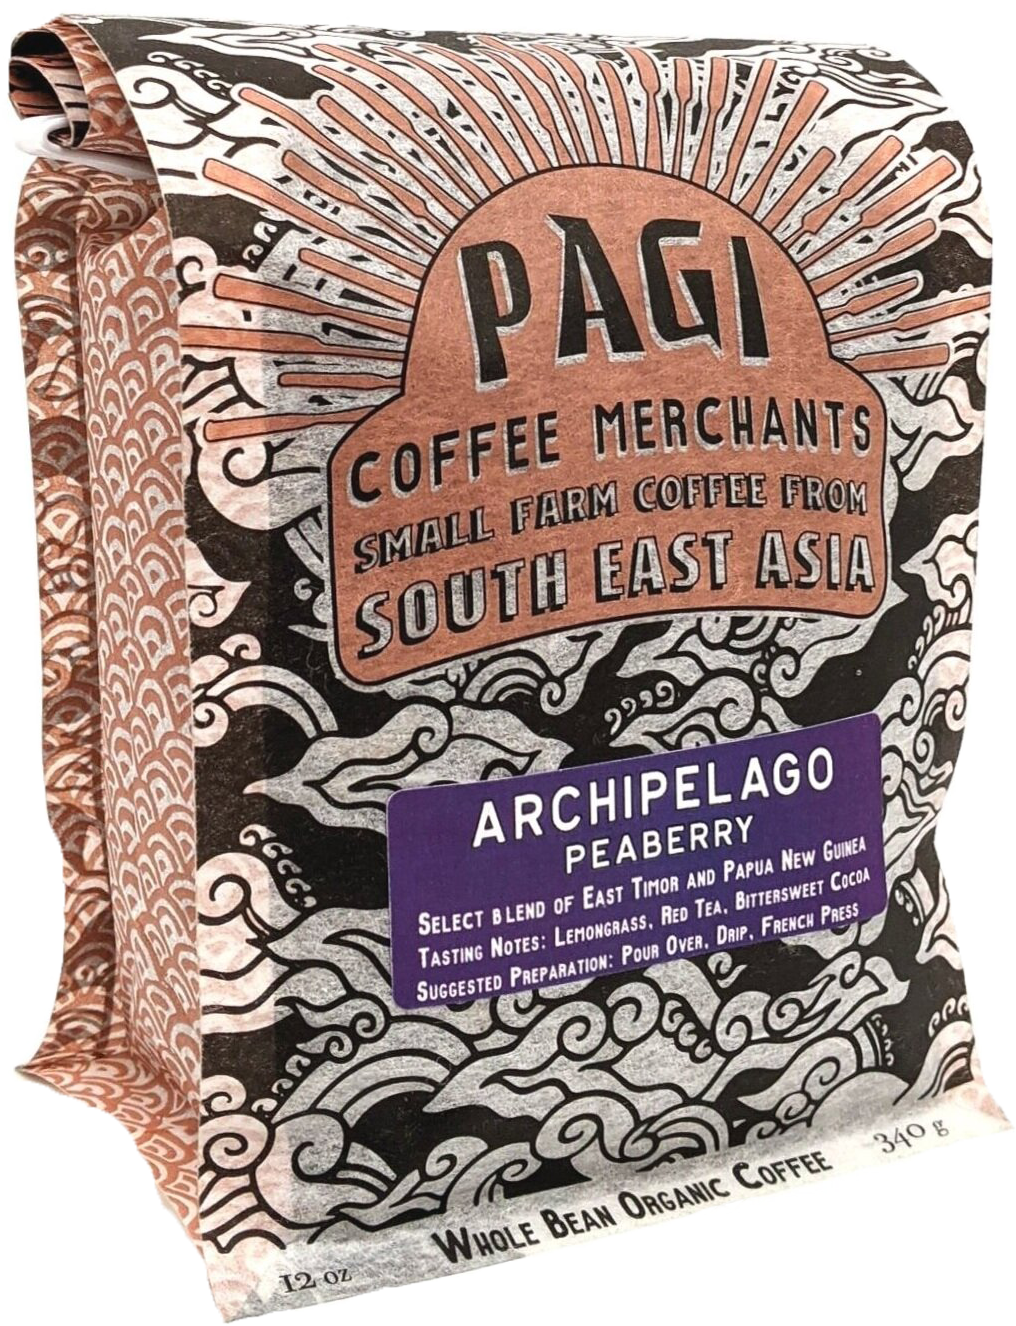 PAGI
COFFEE MERCHANTS
SMALL FARM COFFEE FROM
SOUTH EAST ASIA
ARCHIPELAGO
PEABERRY
SELECT BLEND OF EAST TIMOR AND PAPUA NEW GUINEA
TASTING NOTES: LEMONGRASS, RED TEA, BITTERSWEET COCOA
SUGGESTED PREPARATION: POUR OVER, DRIP, FRENCH PRESS
WHOLE BEAN ORGANIC COFFEE
12 oz
340 g